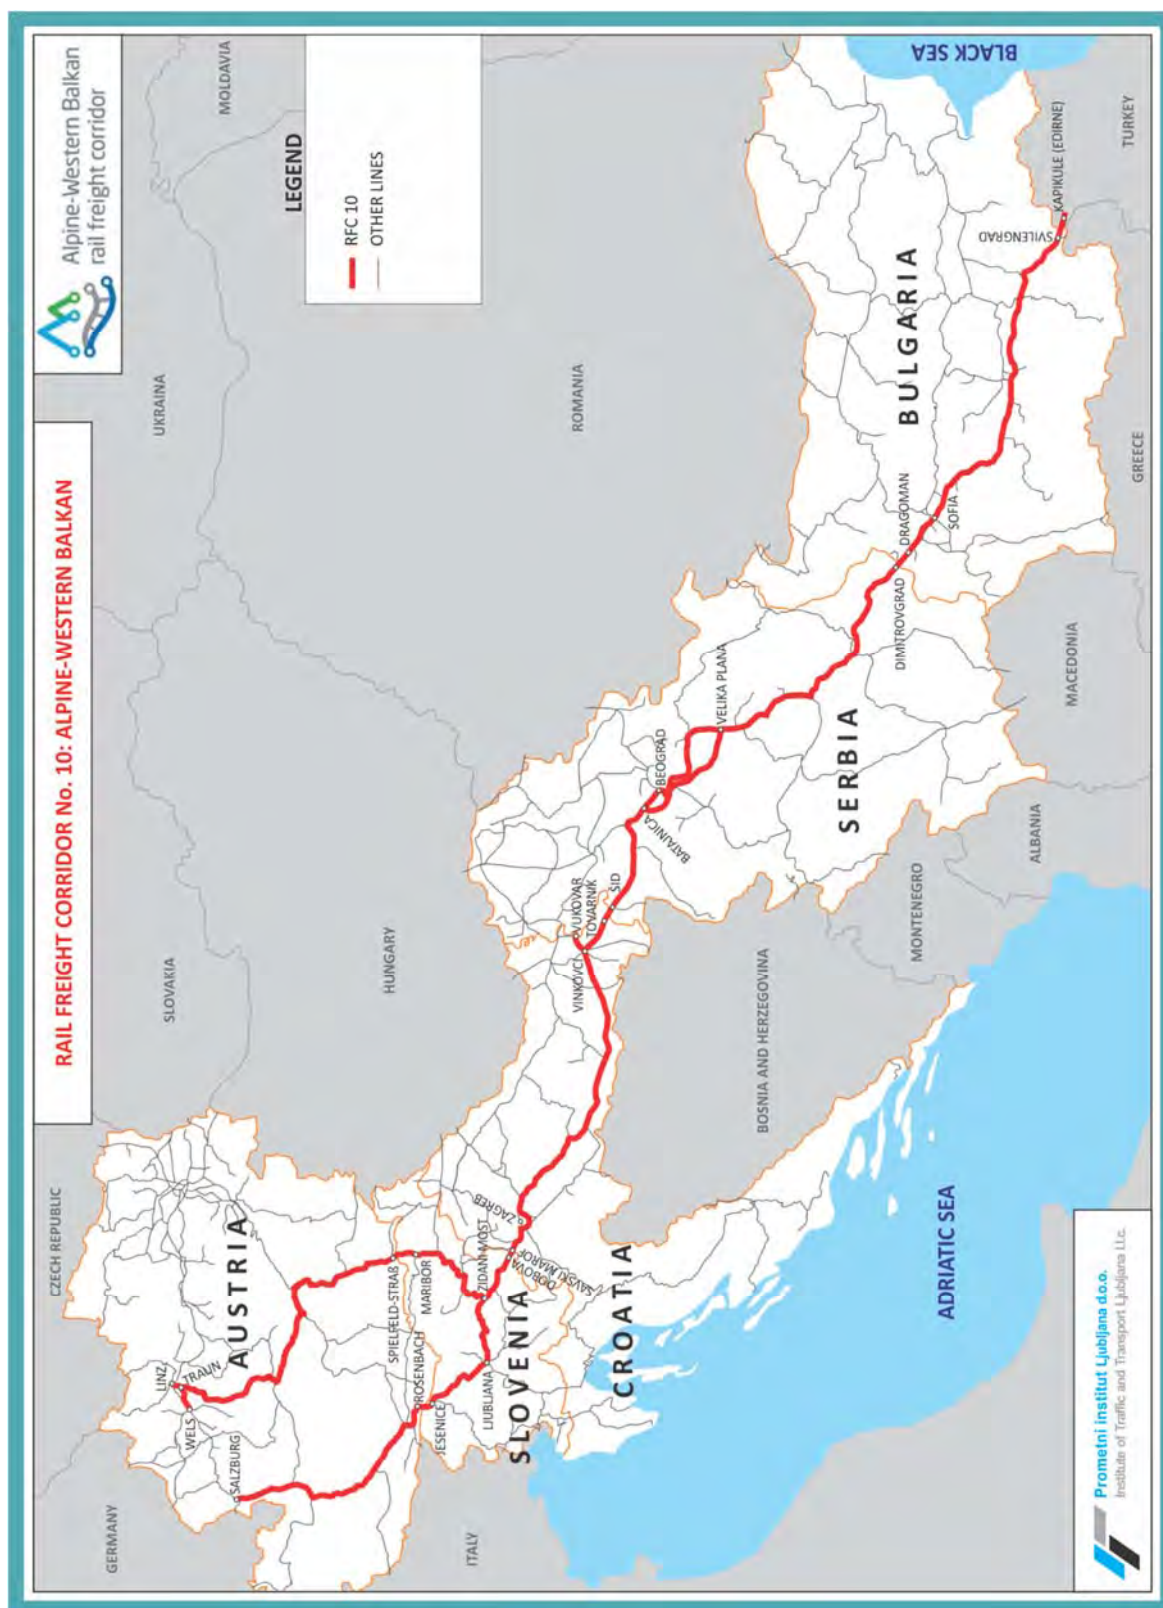 RAIL FREIGHT CORRIDOR No. 10: ALPINE-WESTERN BALKAN
Alpine-Western Balkan
rail freight corridor
LEGEND
RFC 10
OTHER LINES
GERMANY
CZECH REPUBLIC
SLOVAKIA
UKRAINA
MOLDAVIA
HUNGARY
ROMANIA
ITALY
BOSNIA AND HERZEGOVINA
MONTENEGRO
ALBANIA
MACEDONIA
GREECE
TURKEY
AUSTRIA
SLOVENIA
CROATIA
SERBIA
BULGARIA
ADRIATIC SEA
BLACK SEA
SALZBURG
WELS
LINZ
TRAUN
SPIELFELD-STRAß
MARIBOR
ROSENBACH
JESENICE
LJUBLJANA
ZIDANI MOST
DOBOVA
SAVSKI MAROF
ZAGREB
VINKOVCI
VUKOVAR
TOVARNIK
ŠID
BATAJNICA
BEOGRAD
VELIKA PLANA
DIMITROVGRAD
DRAGOMAN
SOFIA
SVILENGRAD
KAPIKULE (EDIRNE)
Prometni institut Ljubljana d.o.o.
Institute of Traffic and Transport Ljubljana Llc.